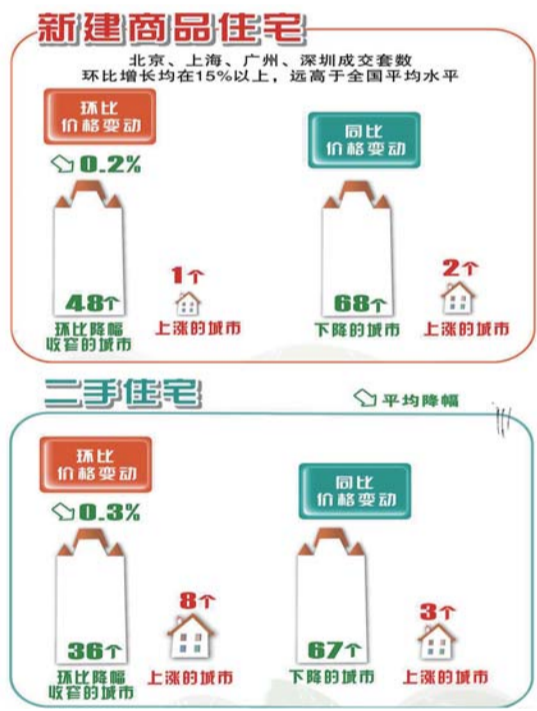 新建商品住宅
北京、上海、广州、深圳成交套数
环比增长均在15%以上，远高于全国平均水平
环比
价格变动
0.2%
同比
价格变动
48个
环比降幅
收窄的城市
1个
上涨的城市
68个
下降的城市
2个
上涨的城市
二手住宅
平均降幅
环比
价格变动
0.3%
同比
价格变动
36个
环比降幅
收窄的城市
8个
上涨的城市
67个
下降的城市
3个
上涨的城市